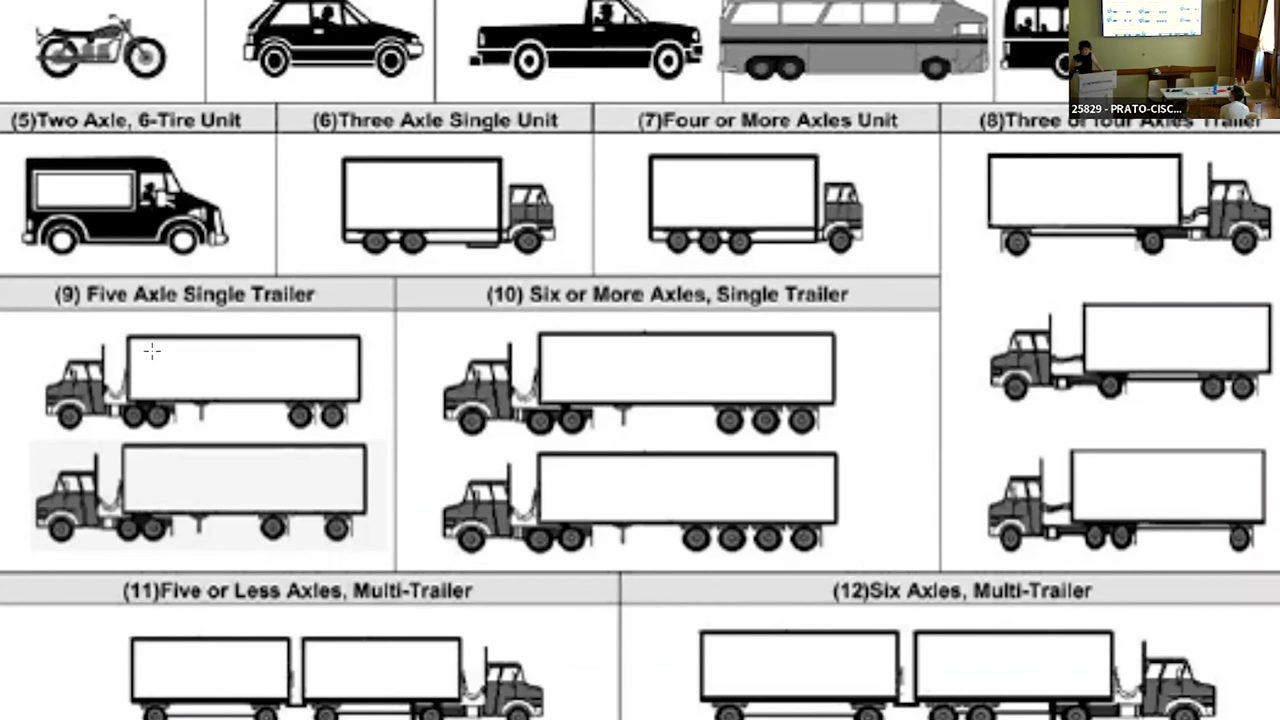 (5)Two Axle, 6-Tire Unit
(6)Three Axle Single Unit
(7)Four or More Axles Unit
(8)Three or four Axles Trailer
25829 - PRATO-CISC...
(9) Five Axle Single Trailer
(10) Six or More Axles, Single Trailer
(11)Five or Less Axles, Multi-Trailer
(12)Six Axles, Multi-Trailer